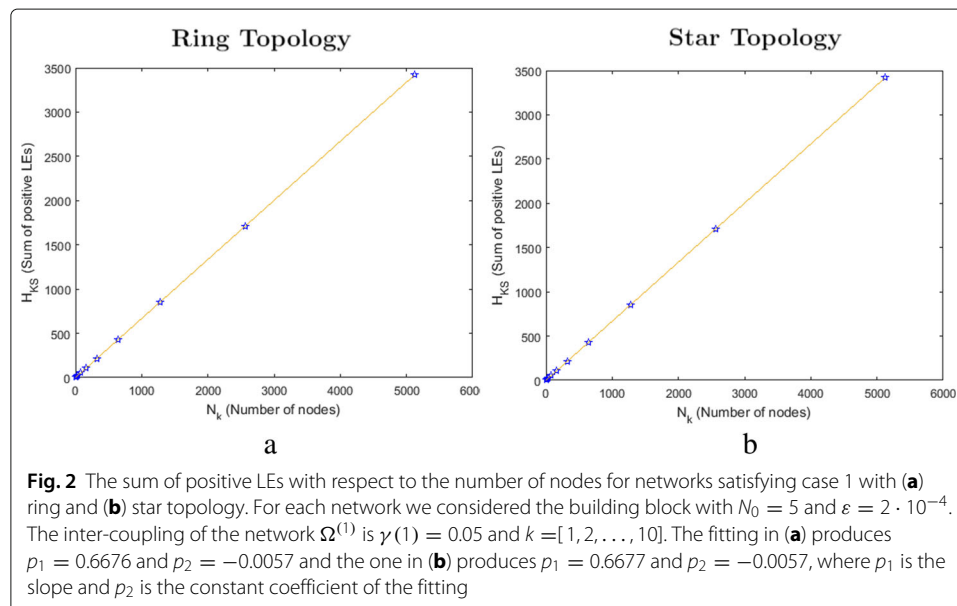 Ring Topology
Star Topology
3500
3000
2500
2000
1500
1000
500
0
H_KS (Sum of positive LEs)
0 1000 2000 3000 4000 5000 6000
N_k (Number of nodes)
a
3500
3000
2500
2000
1500
1000
500
0
H_KS (Sum of positive LEs)
0 1000 2000 3000 4000 5000 6000
N_k (Number of nodes)
b
Fig. 2 The sum of positive LEs with respect to the number of nodes for networks satisfying case 1 with (a)
ring and (b) star topology. For each network we considered the building block with N₀ = 5 and ε = 2 · 10⁻⁴.
The inter-coupling of the network Ω⁽¹⁾ is γ(1) = 0.05 and k =[1, 2, . . . , 10]. The fitting in (a) produces
p₁ = 0.6676 and p₂ = −0.0057 and the one in (b) produces p₁ = 0.6677 and p₂ = −0.0057, where p₁ is the
slope and p₂ is the constant coefficient of the fitting